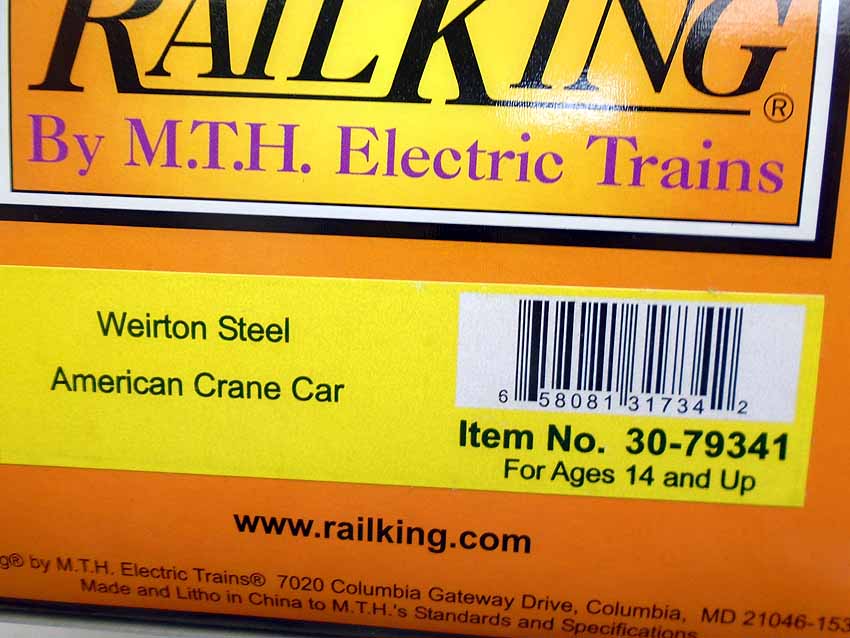 RAILKING®
By M.T.H. Electric Trains
Weirton Steel
American Crane Car
6 58081 31734 2
Item No. 30-79341
For Ages 14 and Up
www.railking.com
g® by M.T.H. Electric Trains® 7020 Columbia Gateway Drive, Columbia, MD 21046-153
Made and Litho in China to M.T.H.'s Standards and Specifications